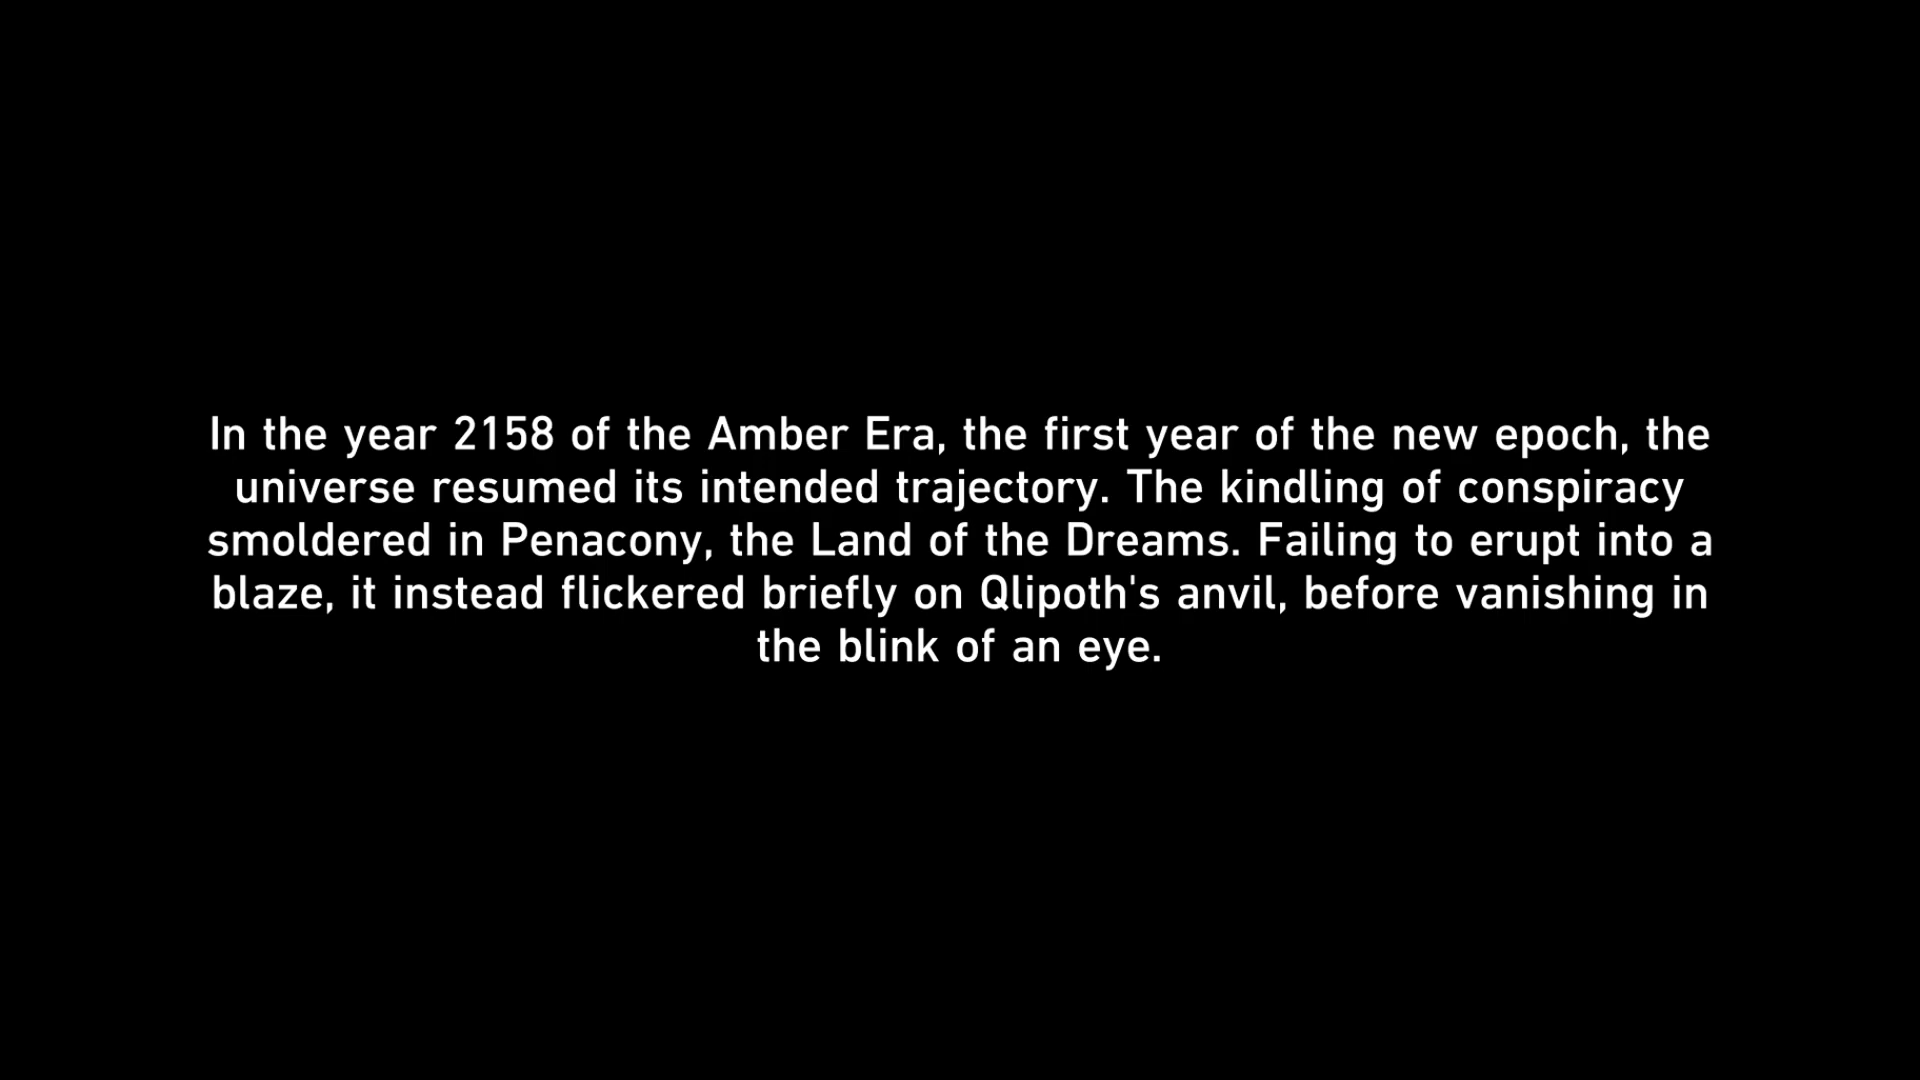 In the year 2158 of the Amber Era, the first year of the new epoch, the
universe resumed its intended trajectory. The kindling of conspiracy
smoldered in Penacony, the Land of the Dreams. Failing to erupt into a
blaze, it instead flickered briefly on Qlipoth's anvil, before vanishing in
the blink of an eye.